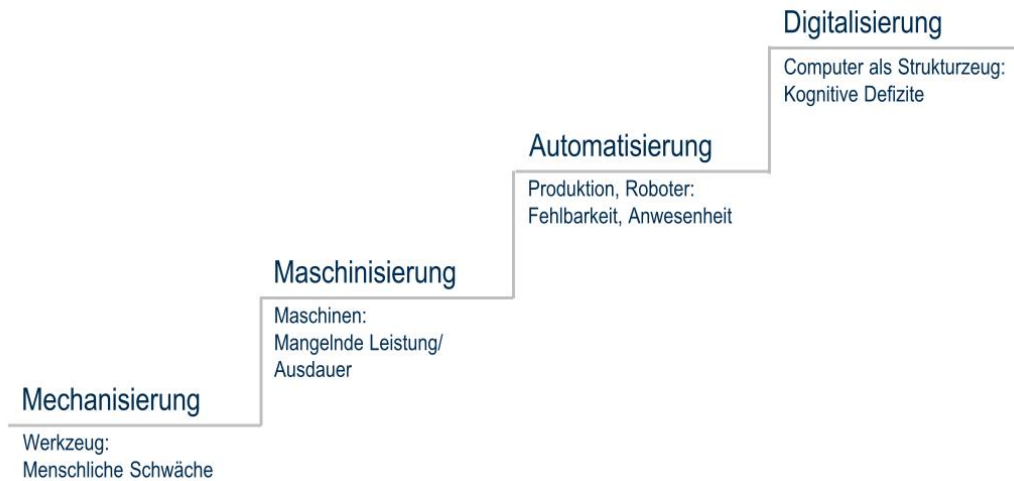 Digitalisierung
Computer als Strukturzeug:
Kognitive Defizite
Automatisierung
Produktion, Roboter:
Fehlbarkeit, Anwesenheit
Maschinisierung
Maschinen:
Mangelnde Leistung/
Ausdauer
Mechanisierung
Werkzeug:
Menschliche Schwäche